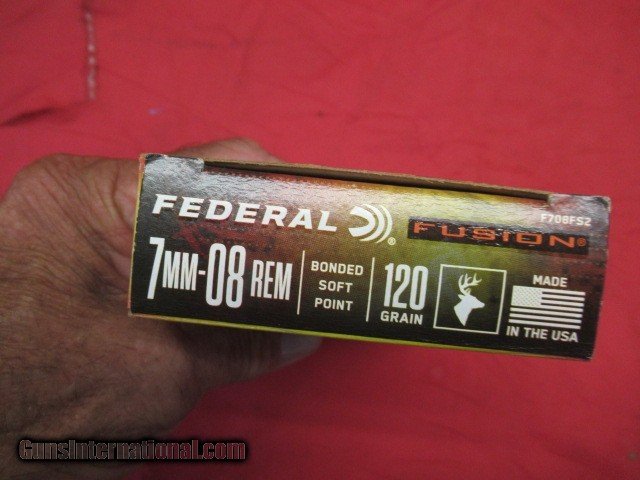 F708FS2
FEDERAL® FUSION®
7MM-08 REM
BONDED
SOFT
POINT
120
GRAIN
MADE
IN THE USA
GunsInternational.com